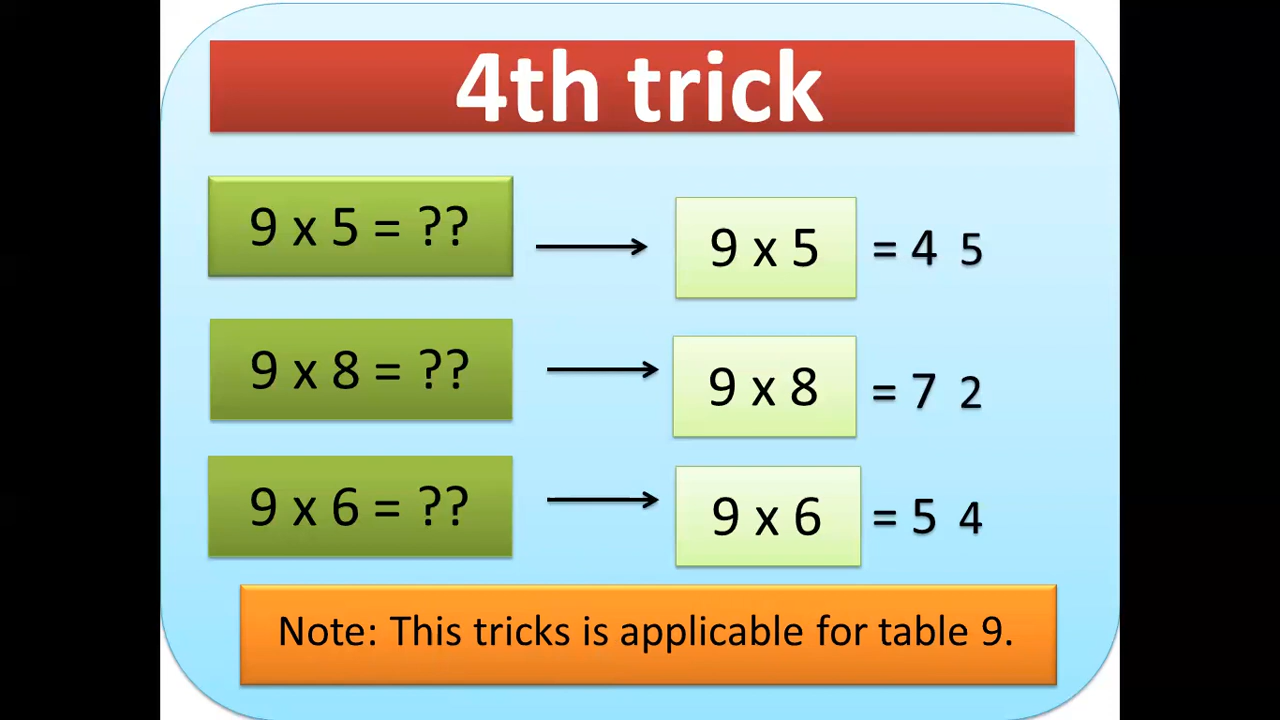 4th trick
9 x 5 = ??
9 x 5 = 4 5
9 x 8 = ??
9 x 8 = 7 2
9 x 6 = ??
9 x 6 = 5 4
Note: This tricks is applicable for table 9.